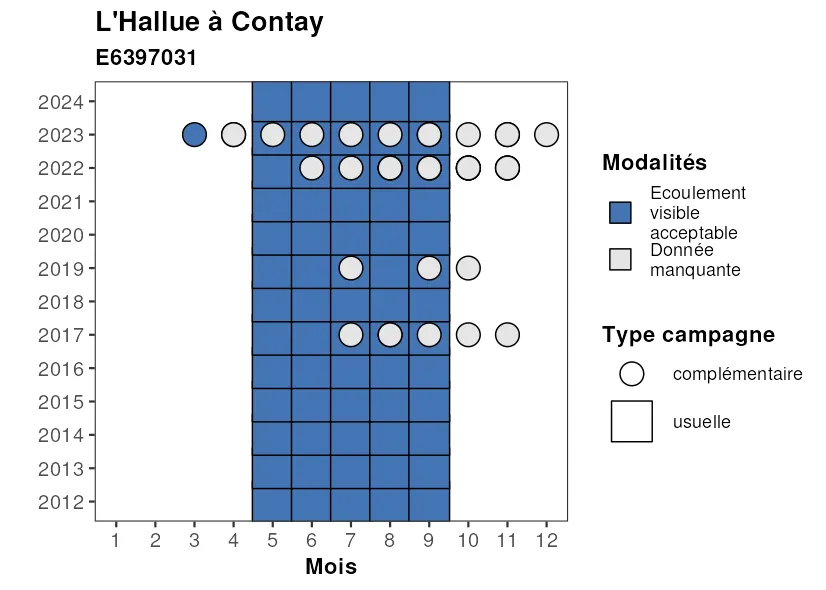 L'Hallue à Contay
E6397031
2024
2023
2022
2021
2020
2019
2018
2017
2016
2015
2014
2013
2012
1 2 3 4 5 6 7 8 9 10 11 12
Mois
Modalités
Ecoulement
visible
acceptable
Donnée
manquante
Type campagne
complémentaire
usuelle